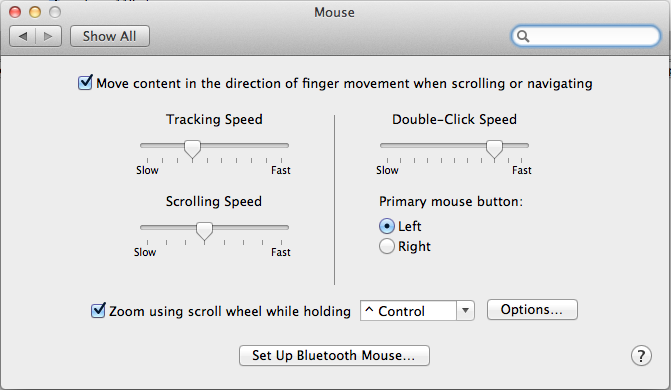 Mouse
Show All
Move content in the direction of finger movement when scrolling or navigating
Tracking Speed
Slow Fast
Scrolling Speed
Slow Fast
Double-Click Speed
Slow Fast
Primary mouse button:
Left
Right
Zoom using scroll wheel while holding ^ Control Options...
Set Up Bluetooth Mouse... ?